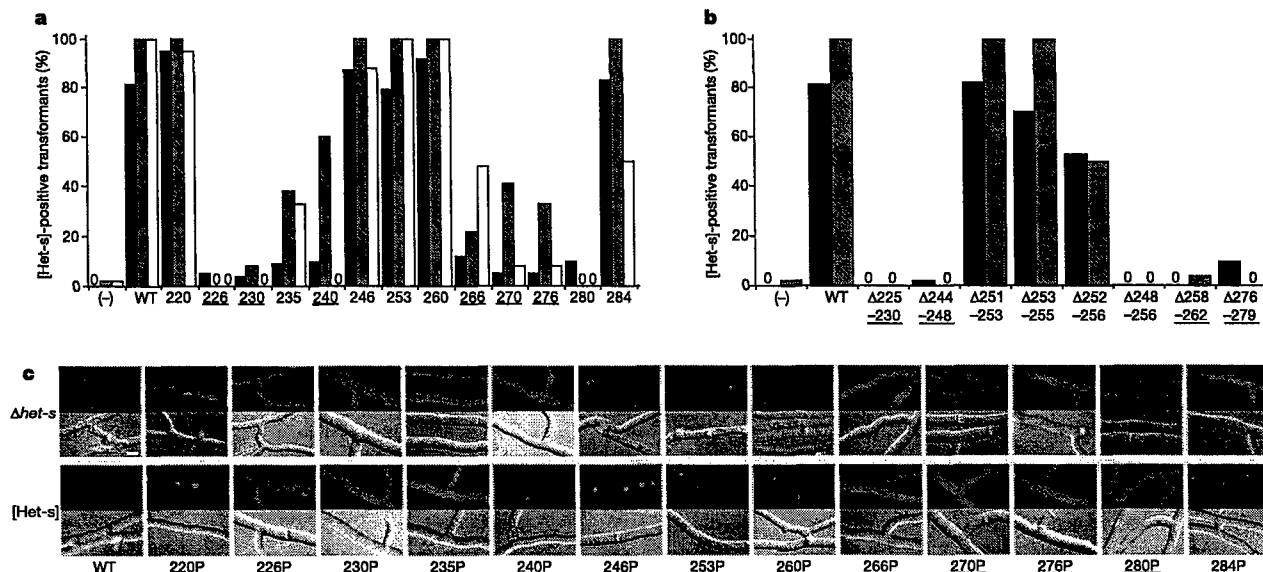 a
[Het-s]-positive transformants (%)
100
80
60
40
20
0
0 0 0 0 0 0 0
(–) WT 220 226 230 235 240 246 253 260 266 270 276 280 284
b
[Het-s]-positive transformants (%)
100
80
60
40
20
0
0 0 0 0 0 0 0 0
(–) WT Δ225 Δ244 Δ251 Δ253 Δ252 Δ248 Δ258 Δ276
–230 –248 –253 –255 –256 –256 –262 –279
c
Δhet-s
[Het-s]
WT 220P 226P 230P 235P 240P 246P 253P 260P 266P 270P 276P 280P 284P